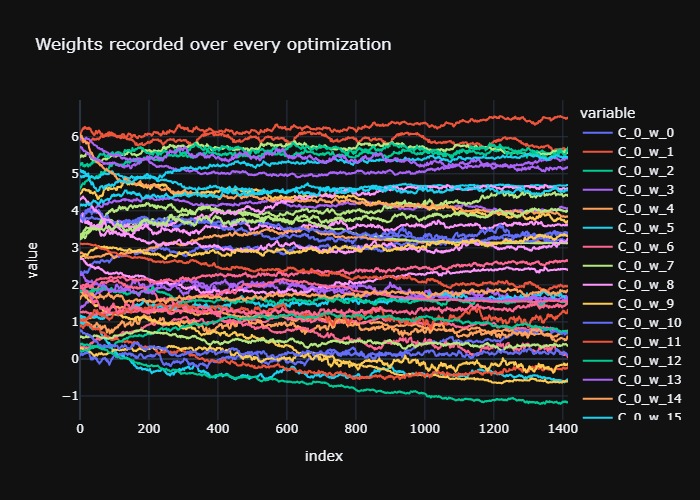 Weights recorded over every optimization
variable
C_0_w_0
C_0_w_1
C_0_w_2
C_0_w_3
C_0_w_4
C_0_w_5
C_0_w_6
C_0_w_7
C_0_w_8
C_0_w_9
C_0_w_10
C_0_w_11
C_0_w_12
C_0_w_13
C_0_w_14
C_0_w_15
value
6
5
4
3
2
1
0
−1
0 200 400 600 800 1000 1200 1400
index